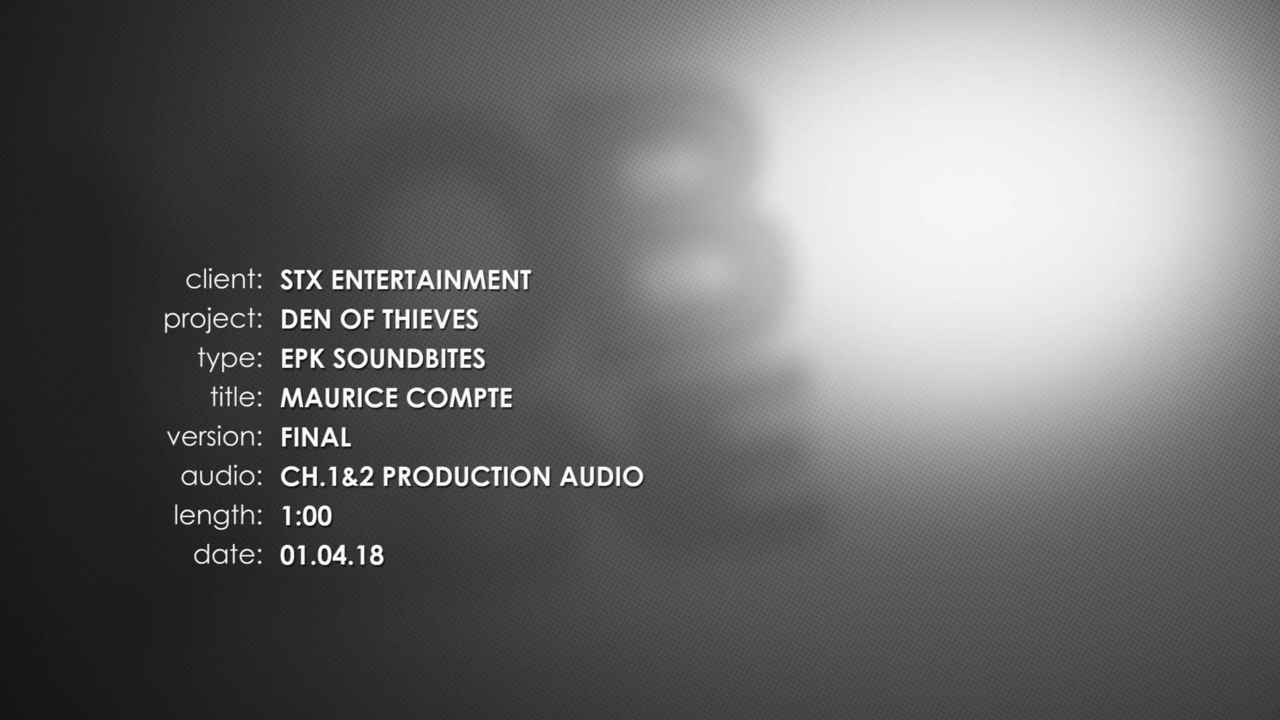 client: STX ENTERTAINMENT
project: DEN OF THIEVES
type: EPK SOUNDBITES
title: MAURICE COMPTE
version: FINAL
audio: CH.1&2 PRODUCTION AUDIO
length: 1:00
date: 01.04.18